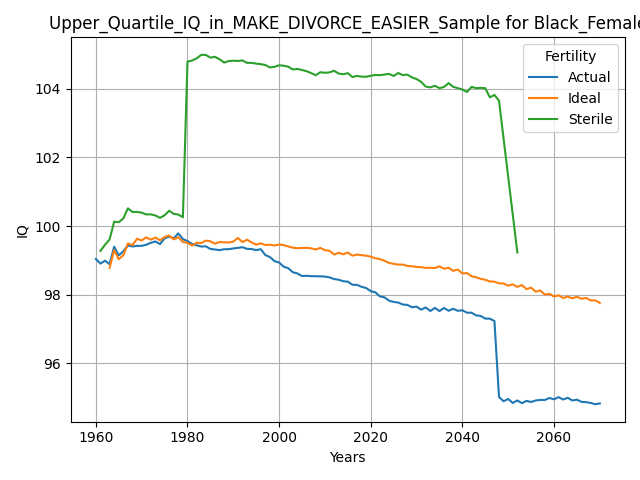 Upper_Quartile_IQ_in_MAKE_DIVORCE_EASIER_Sample for Black_Female
Fertility
Actual
Ideal
Sterile
IQ
104
102
100
98
96
1960 1980 2000 2020 2040 2060
Years